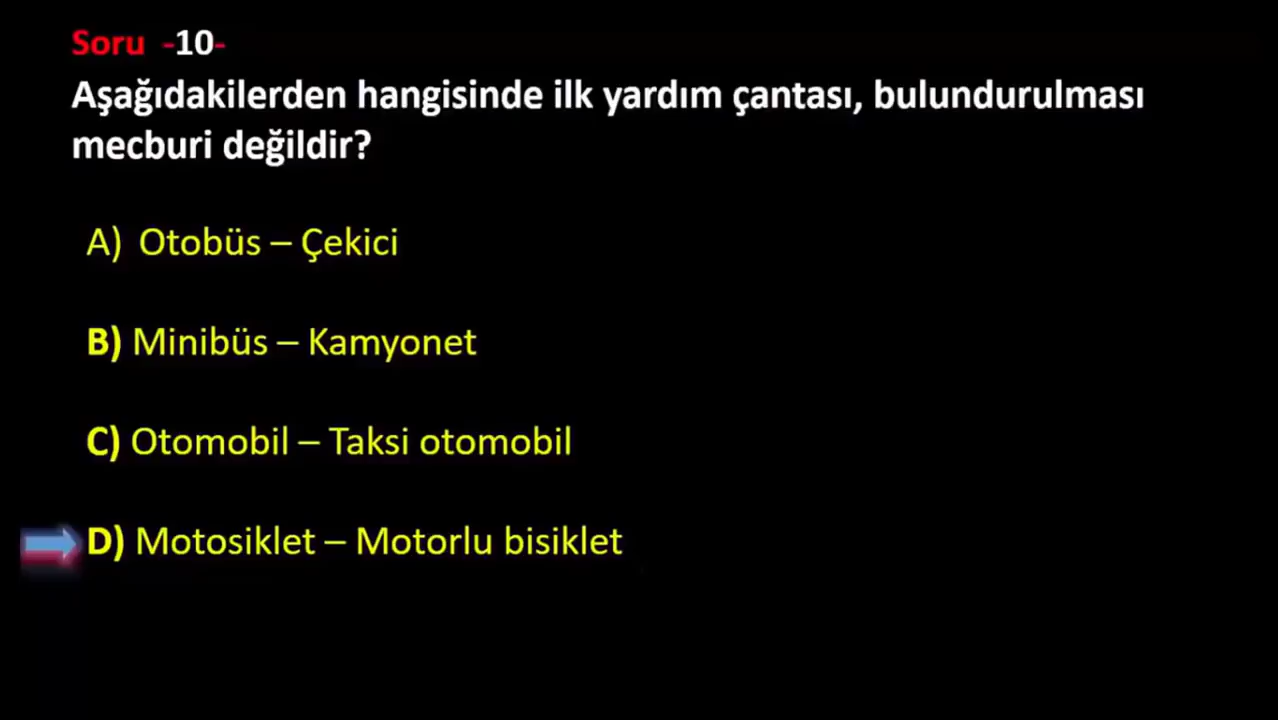 Soru -10-
Aşağıdakilerden hangisinde ilk yardım çantası, bulundurulması
mecburi değildir?
A) Otobüs – Çekici
B) Minibüs – Kamyonet
C) Otomobil – Taksi otomobil
D) Motosiklet – Motorlu bisiklet